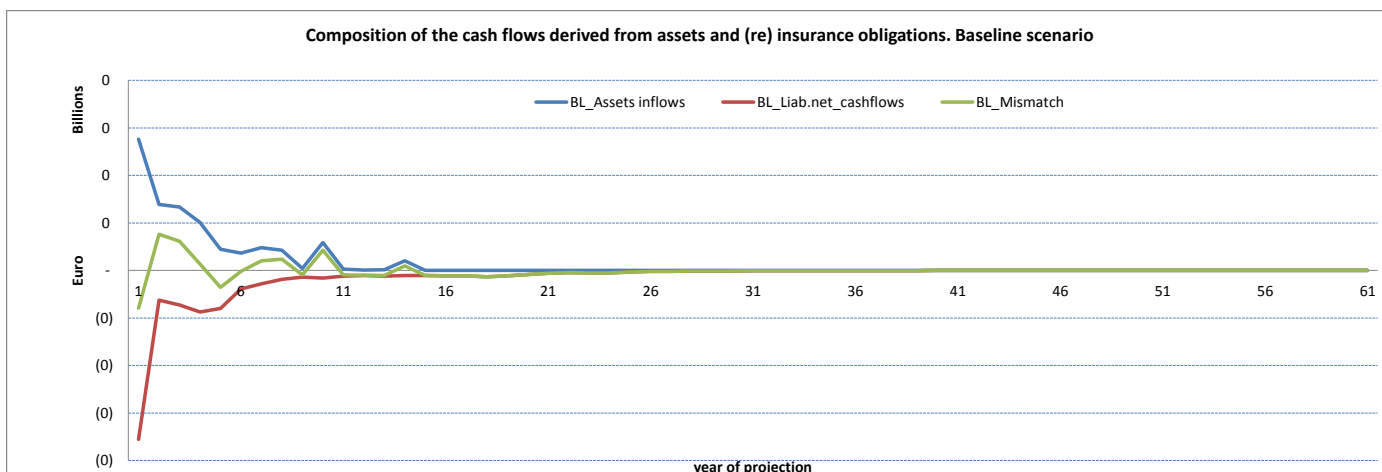 Composition of the cash flows derived from assets and (re) insurance obligations. Baseline scenario
Billions
Euro
0
0
0
0
-
(0)
(0)
(0)
(0)
BL_Assets inflows BL_Liab.net_cashflows BL_Mismatch
1 6 11 16 21 26 31 36 41 46 51 56 61
year of projection